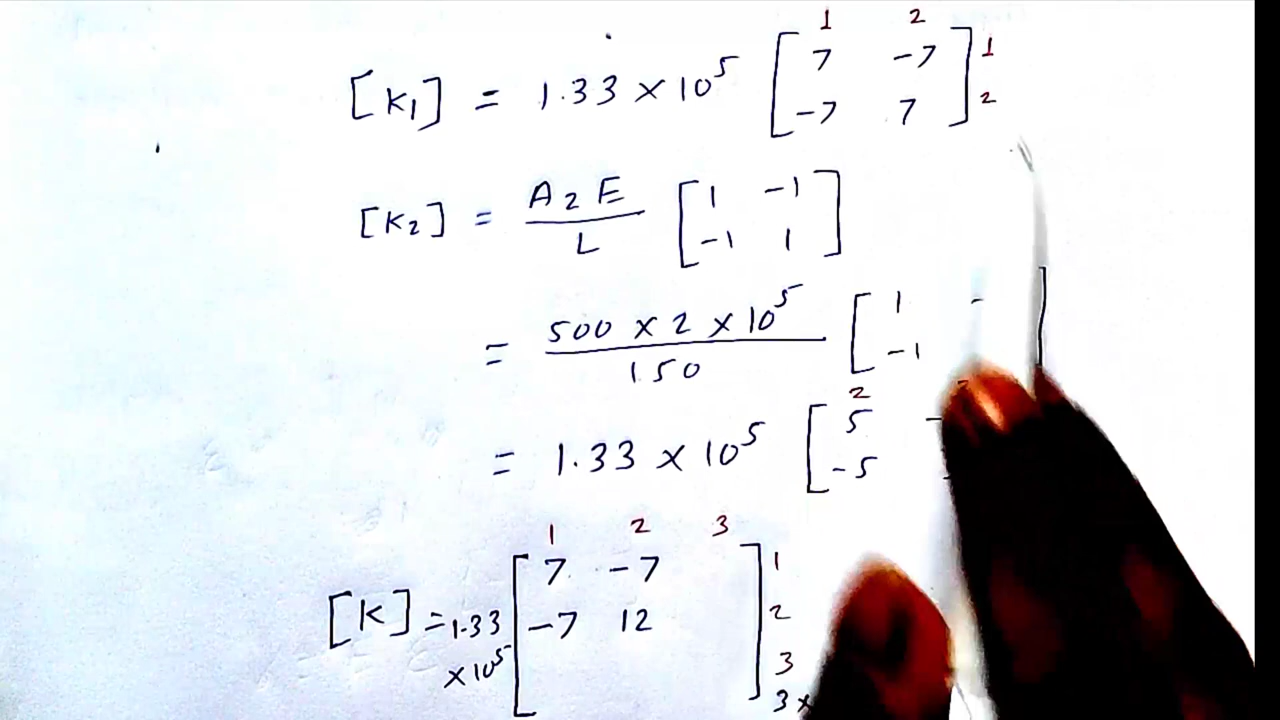 1 2
[K1] = 1.33 × 10^5 [ 7 -7 ] 1
[ -7 7 ] 2
[K2] = A2E / L [ 1 -1 ]
[ -1 1 ]
= 500 × 2 × 10^5 / 150 [ 1 -
[ -1
2
= 1.33 × 10^5 [ 5 -
[ -5
1 2 3
[K] = 1.33 × 10^5 [ 7 -7 ] 1
[ -7 12 ] 2
3
3 ×